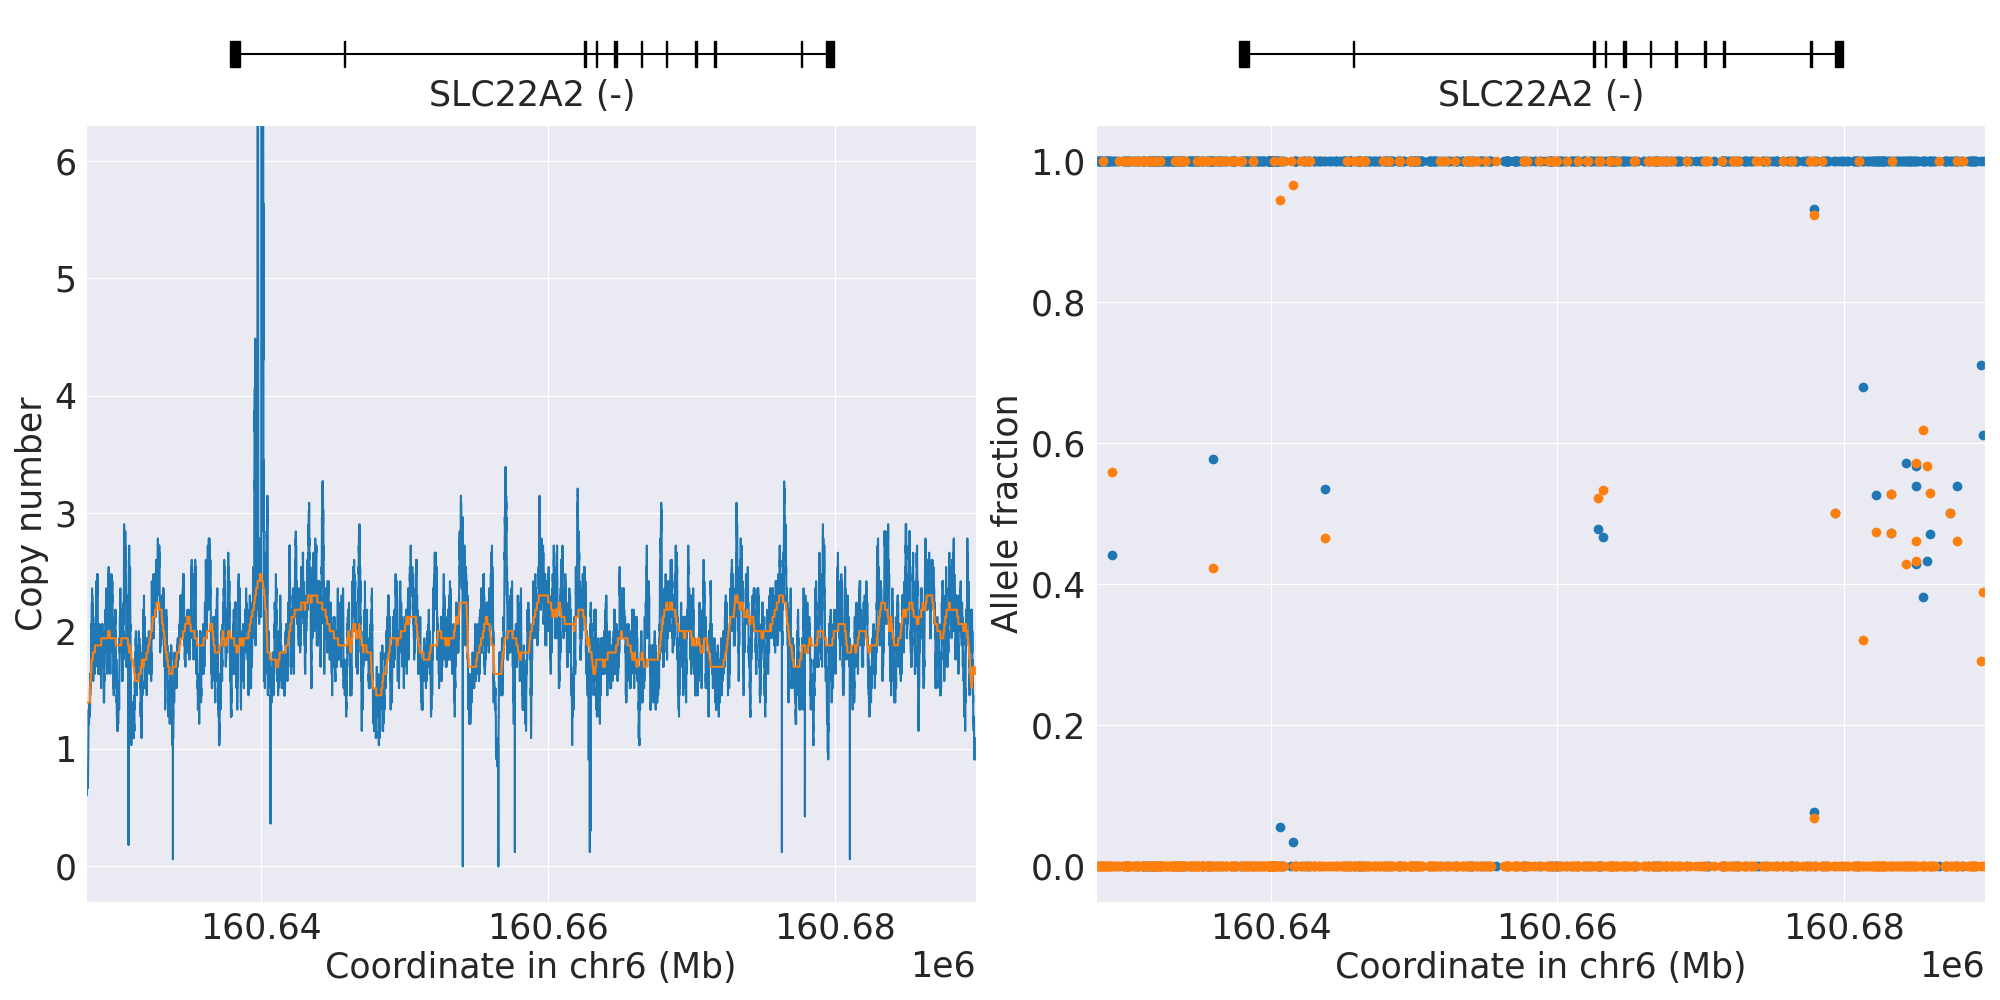 SLC22A2 (-)
6
5
4
3
2
1
0
Copy number
160.64 160.66 160.68
Coordinate in chr6 (Mb)
1e6
SLC22A2 (-)
1.0
0.8
0.6
0.4
0.2
0.0
Allele fraction
160.64 160.66 160.68
Coordinate in chr6 (Mb)
1e6